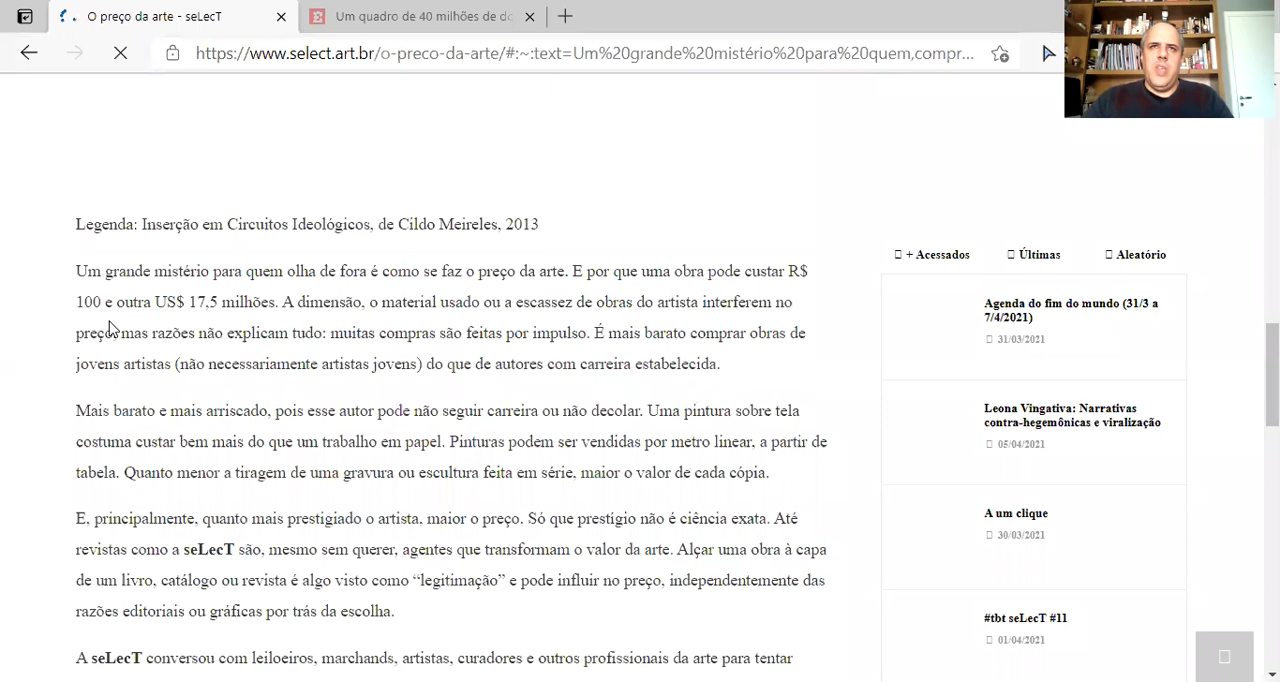 O preço da arte - seLecT
Um quadro de 40 milhões de dó
https://www.select.art.br/o-preco-da-arte/#:~:text=Um%20grande%20mistério%20para%20quem,compr...
Legenda: Inserção em Circuitos Ideológicos, de Cildo Meireles, 2013
Um grande mistério para quem olha de fora é como se faz o preço da arte. E por que uma obra pode custar R$
100 e outra US$ 17,5 milhões. A dimensão, o material usado ou a escassez de obras do artista interferem no
preço mas razões não explicam tudo: muitas compras são feitas por impulso. É mais barato comprar obras de
jovens artistas (não necessariamente artistas jovens) do que de autores com carreira estabelecida.
Mais barato e mais arriscado, pois esse autor pode não seguir carreira ou não decolar. Uma pintura sobre tela
costuma custar bem mais do que um trabalho em papel. Pinturas podem ser vendidas por metro linear, a partir de
tabela. Quanto menor a tiragem de uma gravura ou escultura feita em série, maior o valor de cada cópia.
E, principalmente, quanto mais prestigiado o artista, maior o preço. Só que prestígio não é ciência exata. Até
revistas como a seLecT são, mesmo sem querer, agentes que transformam o valor da arte. Alçar uma obra à capa
de um livro, catálogo ou revista é algo visto como “legitimação” e pode influir no preço, independentemente das
razões editoriais ou gráficas por trás da escolha.
A seLecT conversou com leiloeiros, marchands, artistas, curadores e outros profissionais da arte para tentar
+ Acessados
Últimas
Aleatório
Agenda do fim do mundo (31/3 a
7/4/2021)
31/03/2021
Leona Vingativa: Narrativas
contra-hegemônicas e viralização
05/04/2021
A um clique
30/03/2021
#tbt seLecT #11
01/04/2021